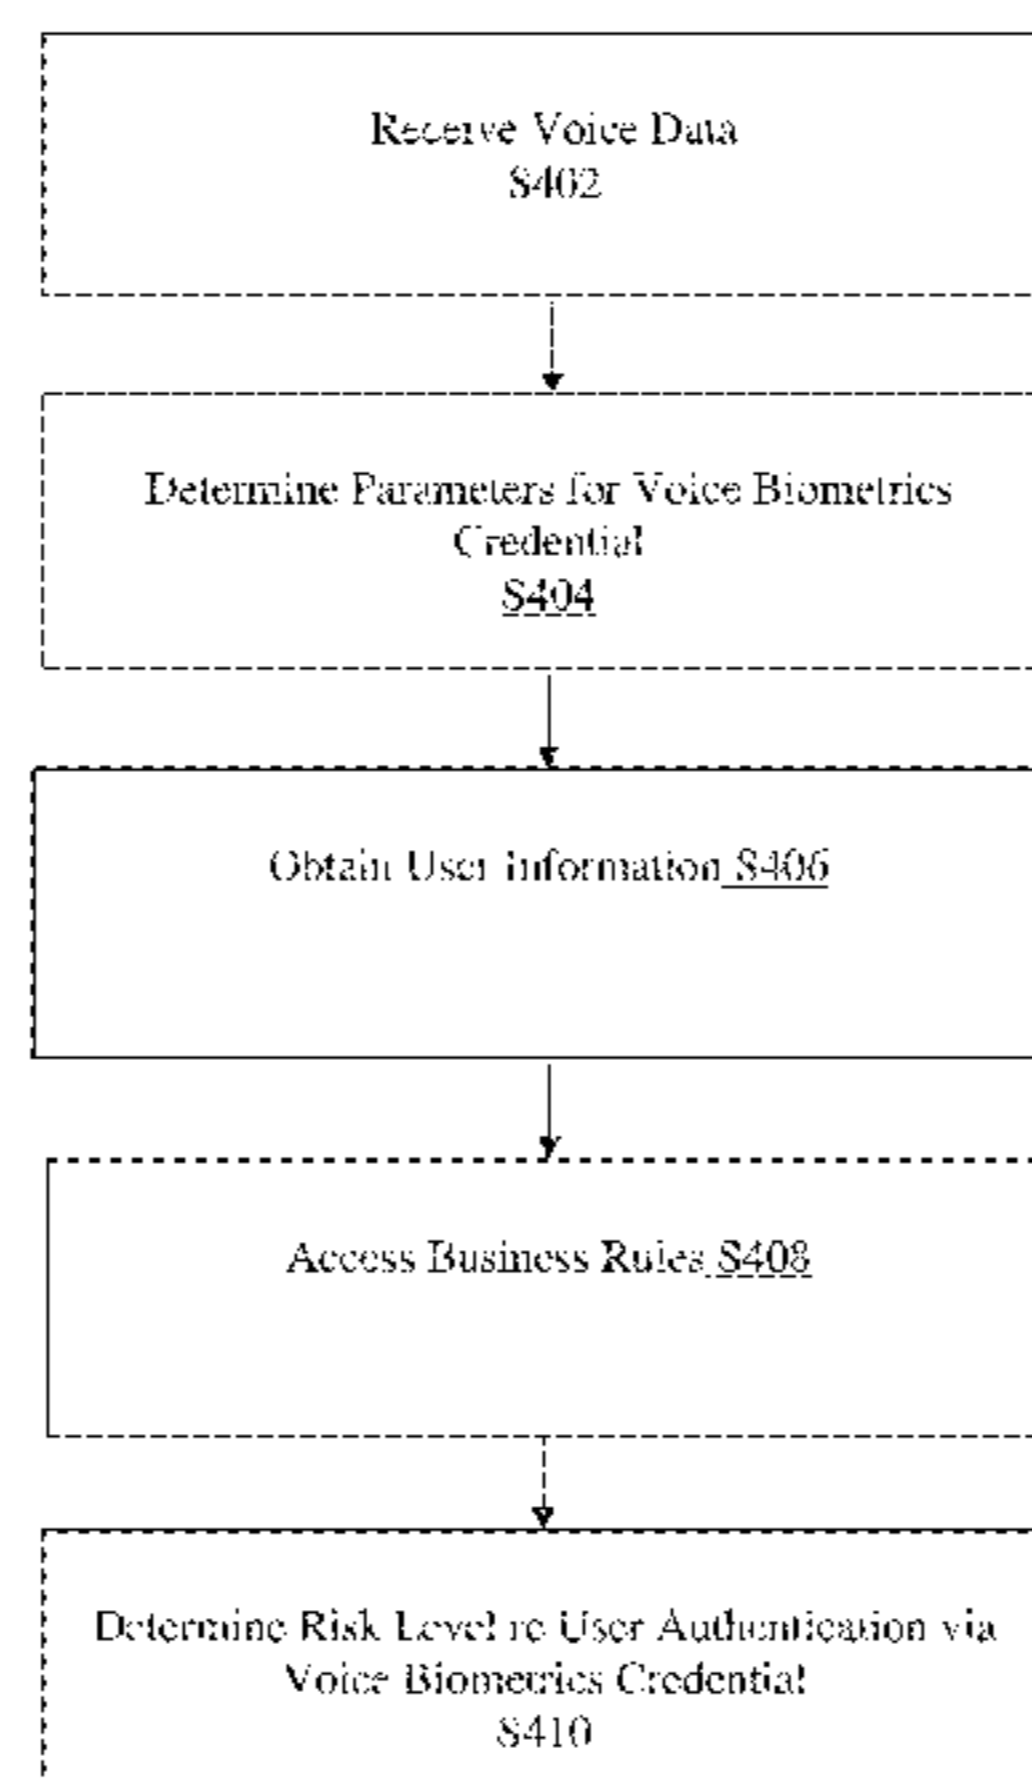 Receive Voice Data
S402
Determine Parameters for Voice Biometrics
Credential
S404
Obtain User information S406
Access Business Rules S408
Determine Risk Level re User Authentication via
Voice Biometrics Credential
S410